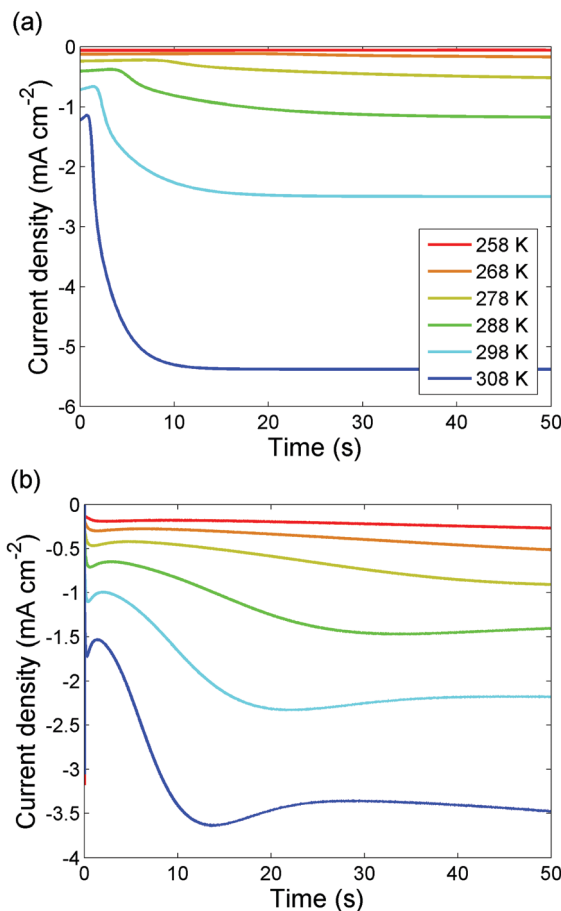 (a)
0
-1
-2
-3
-4
-5
-6
Current density (mA cm⁻²)
258 K
268 K
278 K
288 K
298 K
308 K
0 10 20 30 40 50
Time (s)
(b)
0
-0.5
-1
-1.5
-2
-2.5
-3
-3.5
-4
Current density (mA cm⁻²)
0 10 20 30 40 50
Time (s)